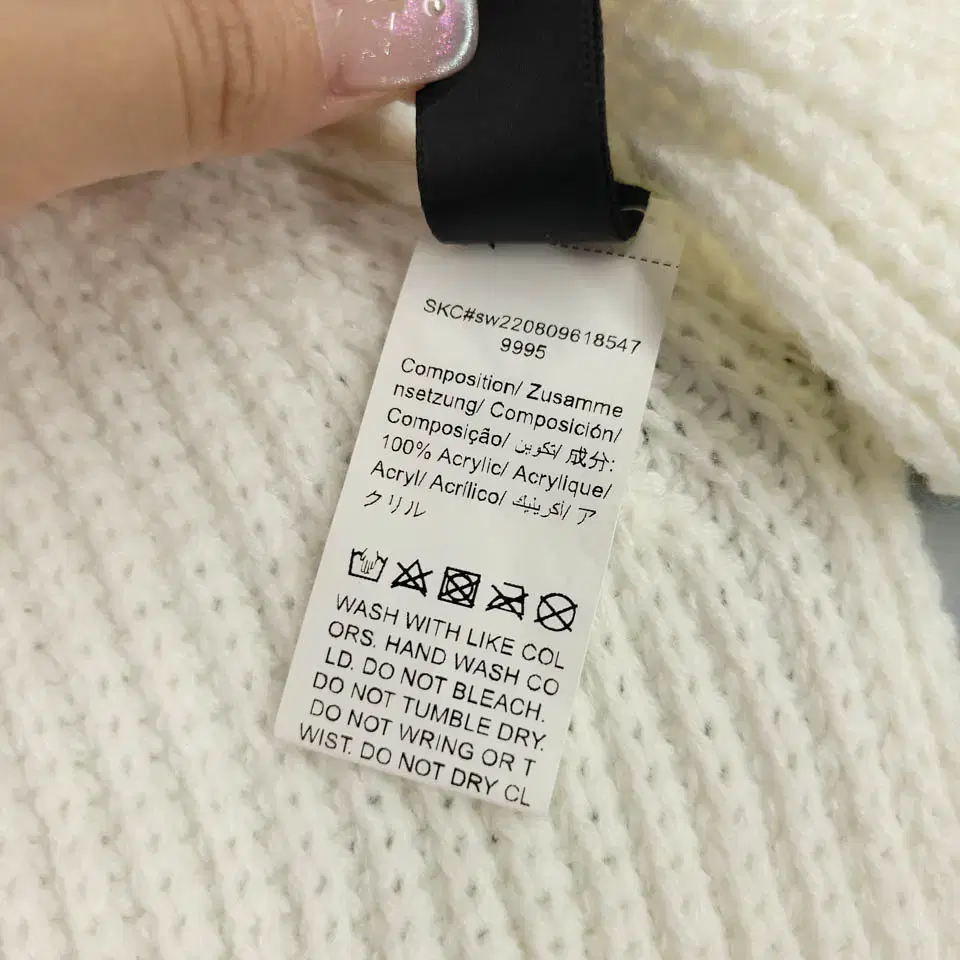 SKC#sw220809618547
9995
Composition/ Zusamme
nsetzung/ Composición/
Composição/ تكوين/ 成分:
100% Acrylic/ Acrylique/
Acryl/ Acrílico/ أكريليك/ ア
クリル
WASH WITH LIKE COL
ORS. HAND WASH CO
LD. DO NOT BLEACH.
DO NOT TUMBLE DRY.
DO NOT WRING OR T
WIST. DO NOT DRY CL